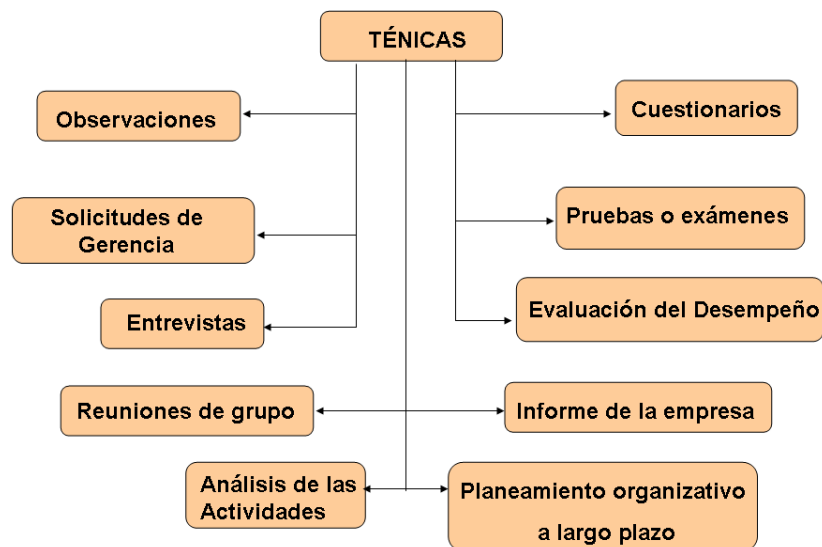 TÉNICAS
Observaciones
Cuestionarios
Solicitudes de
Gerencia
Pruebas o exámenes
Entrevistas
Evaluación del Desempeño
Reuniones de grupo
Informe de la empresa
Análisis de las
Actividades
Planeamiento organizativo
a largo plazo